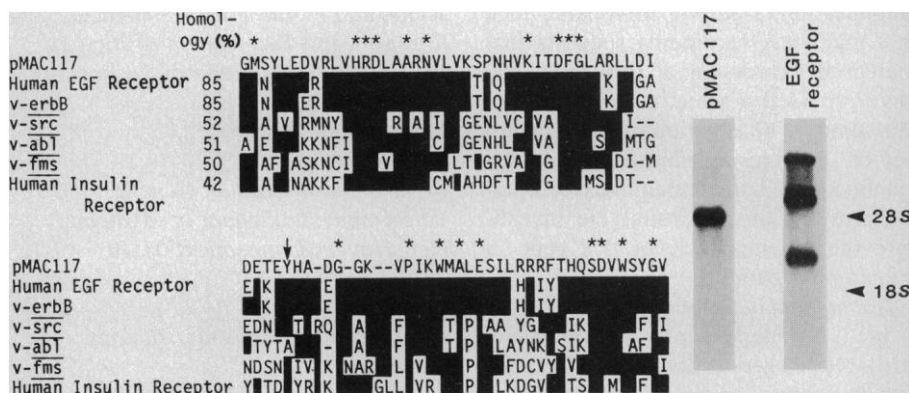 Homol-
ogy (%) * *** * * * ***
pMAC117 GMSYLEDVRLVHRDLAARNVLVKSPNHVKITDFGLARLLDI
Human EGF Receptor 85 N R T Q K GA
v-erbB 85 N ER T Q K GA
v-src 52 A V RMNY R A I GENLVC VA I--
v-abl 51 A E KKNFI C GENHL VA S MTG
v-fms 50 AF ASKNCI V LT GRVA G DI-M
Human Insulin Receptor 42 A NAKKF CM AHDFT G MS DT--
↓ * * * * * ** * *
pMAC117 DETEYHA-DG-GK--VPIKWMALESILRRRFTHQSDVWSYGV
Human EGF Receptor E K E H IY
v-erbB E K E H IY
v-src EDN T RQ A F T P AA YG IK F I
v-abl TYTA - A F T P LAYNK SIK AF I
v-fms NDSN IV K NAR L V P FDCVY V I
Human Insulin Receptor Y TD YR K GLL VR P LKDGV TS M F
pMAC117
EGF
receptor
28S
18S